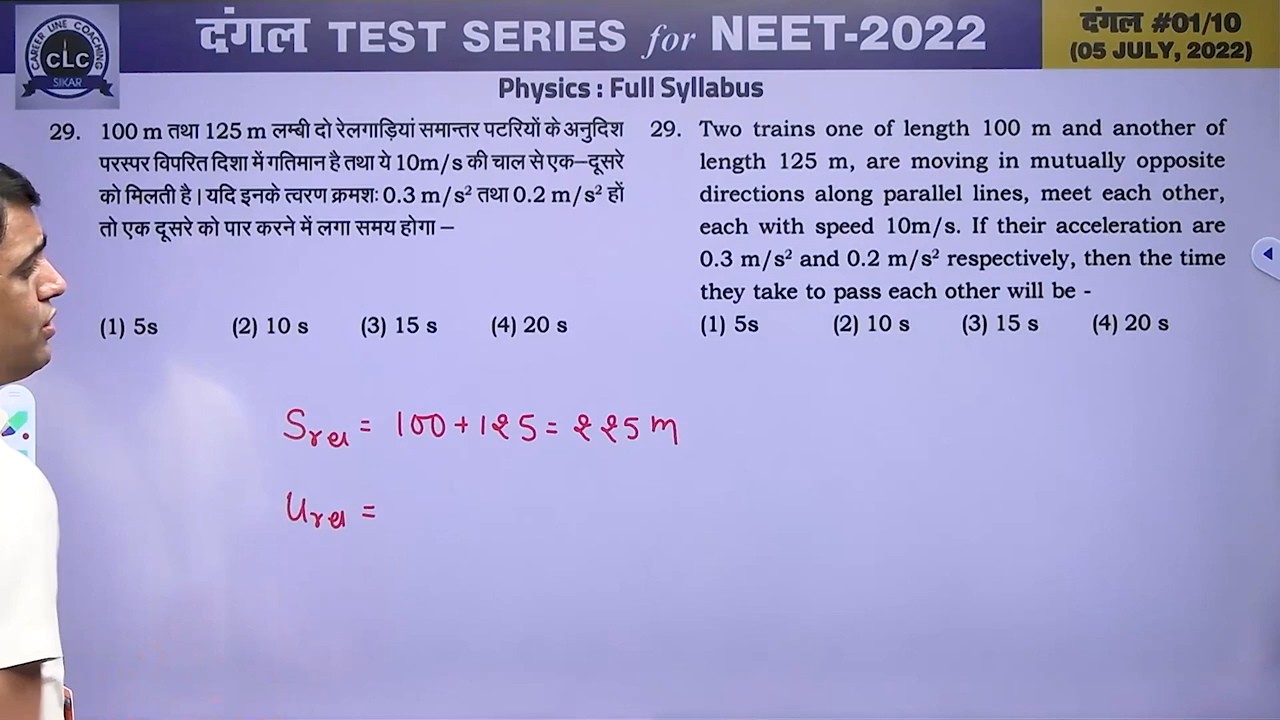 CAREER LINE COACHING
CLC
SIKAR
दंगल TEST SERIES for NEET-2022
दंगल #01/10
(05 JULY, 2022)
Physics : Full Syllabus
29. 100 m तथा 125 m लम्बी दो रेलगाड़ियां समान्तर पटरियों के अनुदिश
परस्पर विपरित दिशा में गतिमान है तथा ये 10m/s की चाल से एक–दूसरे
को मिलती है। यदि इनके त्वरण क्रमशः 0.3 m/s² तथा 0.2 m/s² हों
तो एक दूसरे को पार करने में लगा समय होगा –
(1) 5s (2) 10 s (3) 15 s (4) 20 s
29. Two trains one of length 100 m and another of
length 125 m, are moving in mutually opposite
directions along parallel lines, meet each other,
each with speed 10m/s. If their acceleration are
0.3 m/s² and 0.2 m/s² respectively, then the time
they take to pass each other will be -
(1) 5s (2) 10 s (3) 15 s (4) 20 s
Srel = 100+125 = 225 m
Urel =